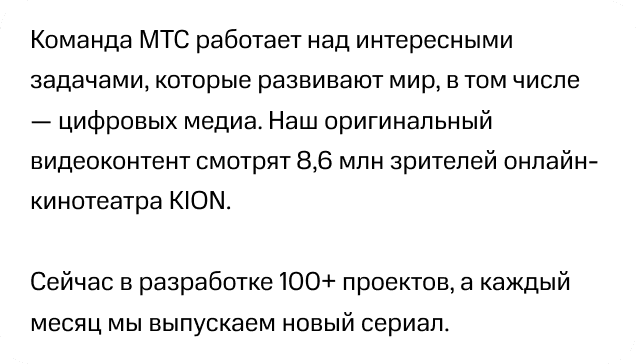 Команда МТС работает над интересными
задачами, которые развивают мир, в том числе
— цифровых медиа. Наш оригинальный
видеоконтент смотрят 8,6 млн зрителей онлайн-
кинотеатра KION.
Сейчас в разработке 100+ проектов, а каждый
месяц мы выпускаем новый сериал.